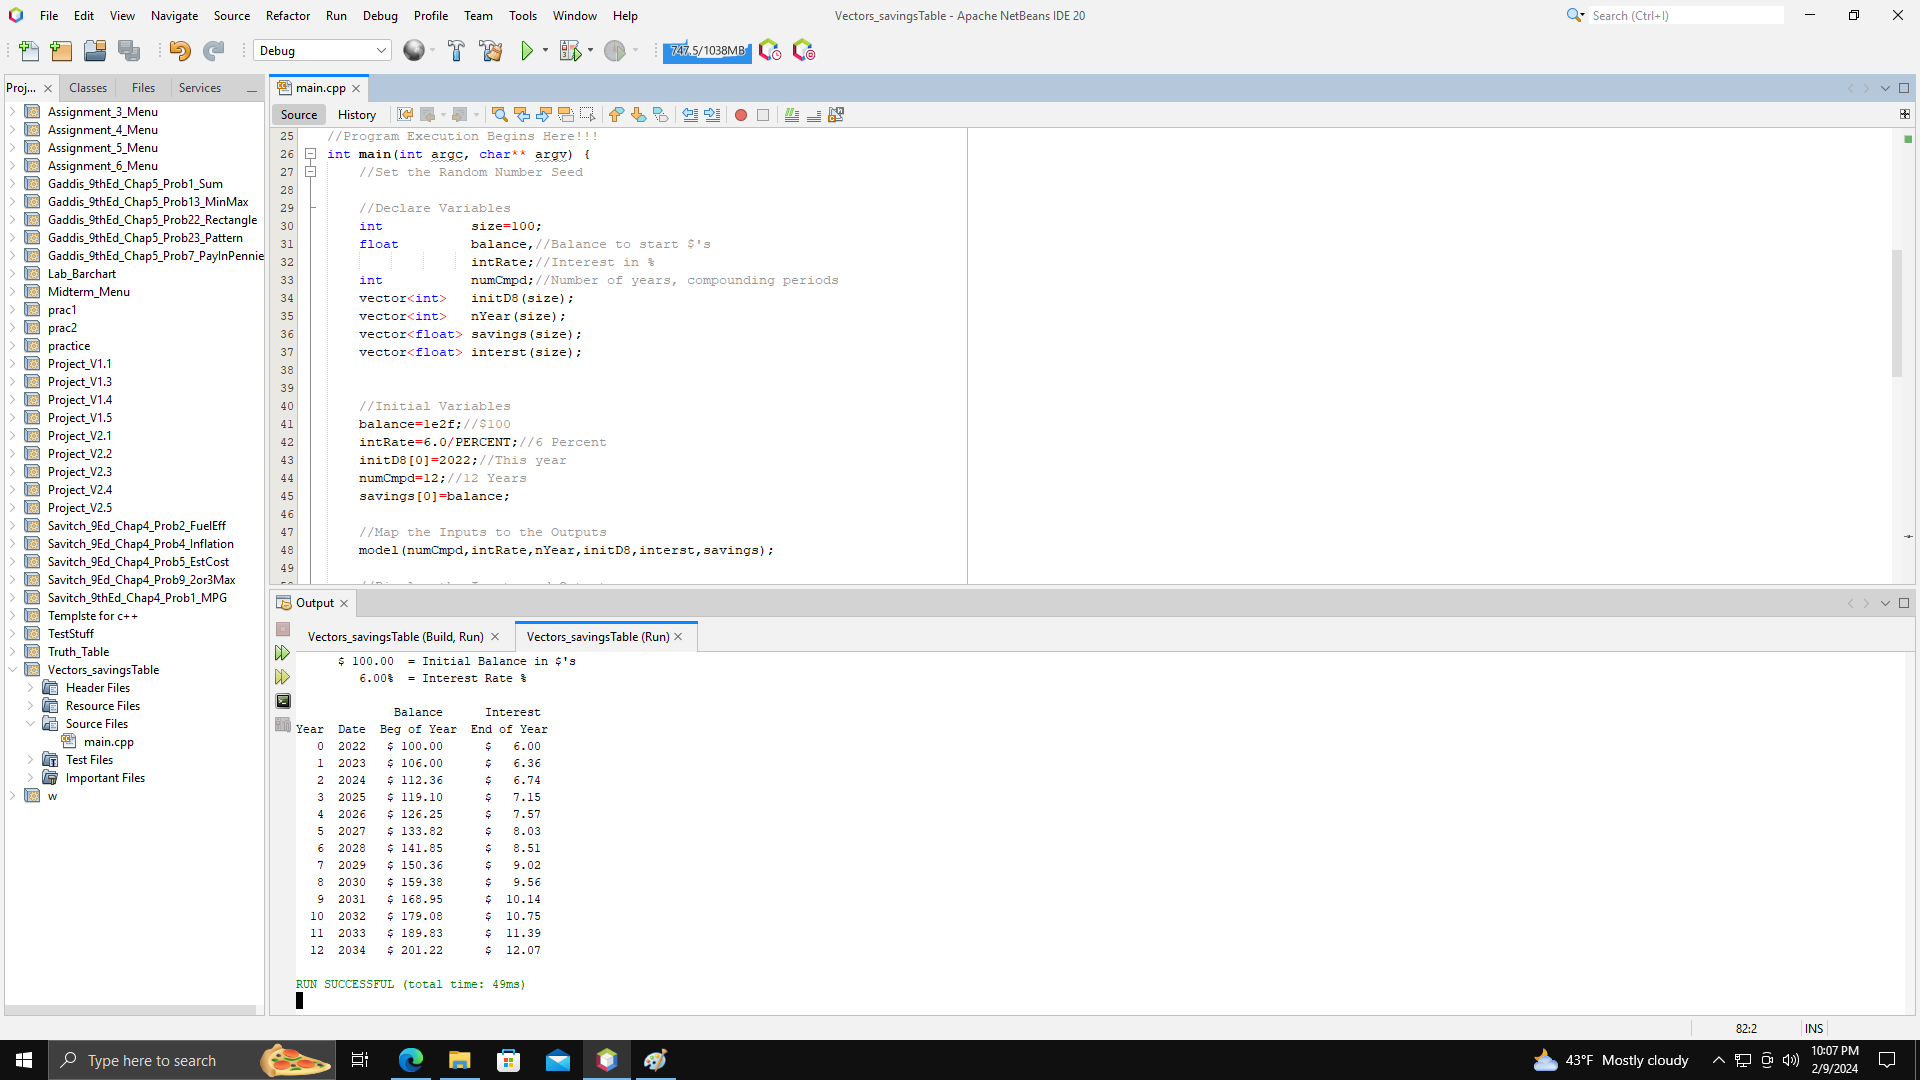 File Edit View Navigate Source Refactor Run Debug Profile Team Tools Window Help
Vectors_savingsTable - Apache NetBeans IDE 20
Search (Ctrl+I)
Debug
747.5/1038MB
Proj... Classes Files Services
main.cpp
Source History
Assignment_3_Menu
Assignment_4_Menu
Assignment_5_Menu
Assignment_6_Menu
Gaddis_9thEd_Chap5_Prob1_Sum
Gaddis_9thEd_Chap5_Prob13_MinMax
Gaddis_9thEd_Chap5_Prob22_Rectangle
Gaddis_9thEd_Chap5_Prob23_Pattern
Gaddis_9thEd_Chap5_Prob7_PayInPennie
Lab_Barchart
Midterm_Menu
prac1
prac2
practice
Project_V1.1
Project_V1.3
Project_V1.4
Project_V1.5
Project_V2.1
Project_V2.2
Project_V2.3
Project_V2.4
Project_V2.5
Savitch_9Ed_Chap4_Prob2_FuelEff
Savitch_9Ed_Chap4_Prob4_Inflation
Savitch_9Ed_Chap4_Prob5_EstCost
Savitch_9Ed_Chap4_Prob9_2or3Max
Savitch_9thEd_Chap4_Prob1_MPG
Templste for c++
TestStuff
Truth_Table
Vectors_savingsTable
Header Files
Resource Files
Source Files
main.cpp
Test Files
Important Files
w
25 //Program Execution Begins Here!!!
26 int main(int argc, char** argv) {
27 //Set the Random Number Seed
28
29 //Declare Variables
30 int size=100;
31 float balance,//Balance to start $'s
32 intRate;//Interest in %
33 int numCmpd;//Number of years, compounding periods
34 vector<int> initD8(size);
35 vector<int> nYear(size);
36 vector<float> savings(size);
37 vector<float> interst(size);
38
39
40 //Initial Variables
41 balance=1e2f;//$100
42 intRate=6.0/PERCENT;//6 Percent
43 initD8[0]=2022;//This year
44 numCmpd=12;//12 Years
45 savings[0]=balance;
46
47 //Map the Inputs to the Outputs
48 model(numCmpd,intRate,nYear,initD8,interst,savings);
49
Output
Vectors_savingsTable (Build, Run) Vectors_savingsTable (Run)
$ 100.00 = Initial Balance in $'s
6.00% = Interest Rate %
Balance Interest
Year Date Beg of Year End of Year
0 2022 $ 100.00 $ 6.00
1 2023 $ 106.00 $ 6.36
2 2024 $ 112.36 $ 6.74
3 2025 $ 119.10 $ 7.15
4 2026 $ 126.25 $ 7.57
5 2027 $ 133.82 $ 8.03
6 2028 $ 141.85 $ 8.51
7 2029 $ 150.36 $ 9.02
8 2030 $ 159.38 $ 9.56
9 2031 $ 168.95 $ 10.14
10 2032 $ 179.08 $ 10.75
11 2033 $ 189.83 $ 11.39
12 2034 $ 201.22 $ 12.07
RUN SUCCESSFUL (total time: 49ms)
82:2 INS
Type here to search
43°F Mostly cloudy
10:07 PM
2/9/2024